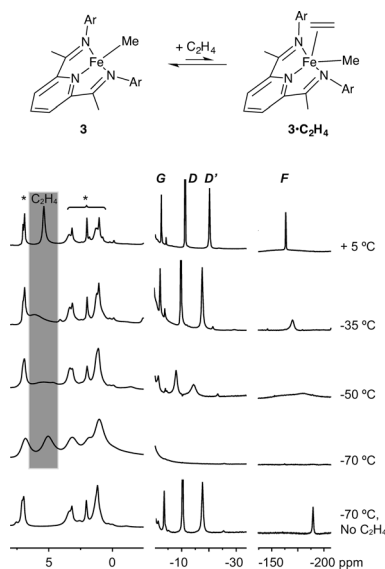 Ar
N
Me
+ C₂H₄
Fe
N
Me
N
N
Ar
Fe
N
Ar
N
Ar
3
3•C₂H₄
* C₂H₄ * G D D' F
+ 5 ºC
-35 ºC
-50 ºC
-70 ºC
-70 ºC,
No C₂H₄
5 0 -10 -30 -150 -200 ppm